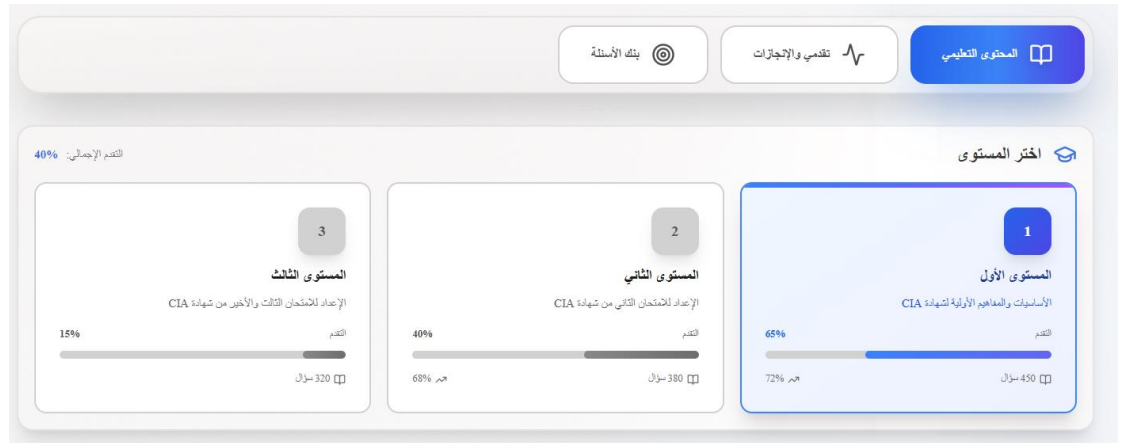 المحتوى التعليمي
تقدمي والإنجازات
بنك الأسئلة
اختر المستوى
التقدم الإجمالي: 40%
1
المستوى الأول
الأساسيات والمفاهيم الأولية لشهادة CIA
التقدم 65%
450 سؤال 72%
2
المستوى الثاني
الإعداد للامتحان الثاني من شهادة CIA
التقدم 40%
380 سؤال 68%
3
المستوى الثالث
الإعداد للامتحان الثالث والأخير من شهادة CIA
التقدم 15%
320 سؤال